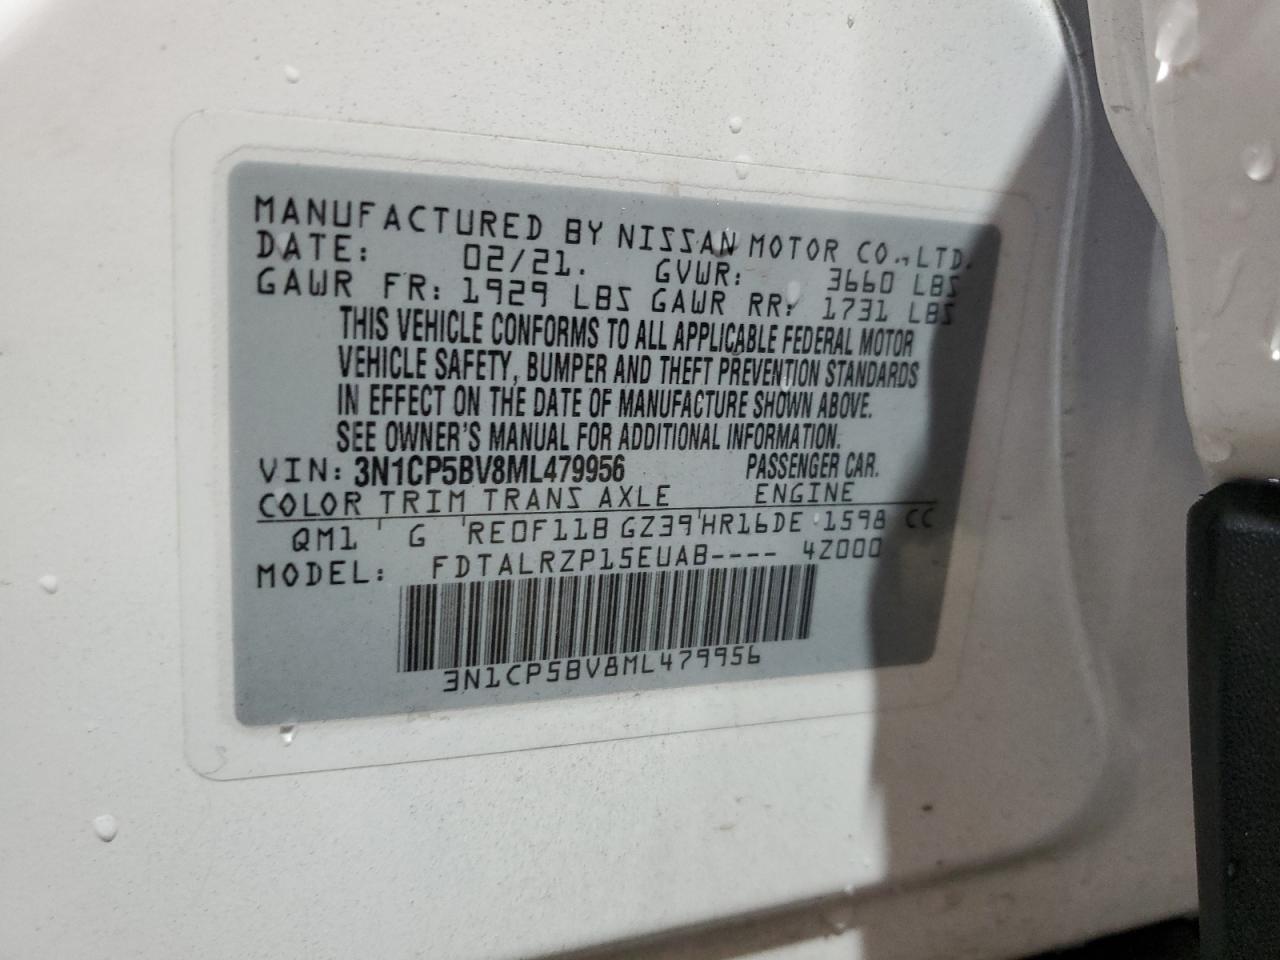 MANUFACTURED BY NISSAN MOTOR CO.,LTD.
DATE: 02/21. GVWR: 3660 LBS
GAWR FR: 1929 LBS GAWR RR: 1731 LBS
THIS VEHICLE CONFORMS TO ALL APPLICABLE FEDERAL MOTOR
VEHICLE SAFETY, BUMPER AND THEFT PREVENTION STANDARDS
IN EFFECT ON THE DATE OF MANUFACTURE SHOWN ABOVE.
SEE OWNER'S MANUAL FOR ADDITIONAL INFORMATION.
VIN: 3N1CP5BV8ML479956 PASSENGER CAR.
COLOR TRIM TRANS AXLE ENGINE
QM1 G RE0F11B GZ39 HR16DE 1598 CC
MODEL: FDTALRZP15EUAB---- 4Z000
3N1CP5BV8ML479956